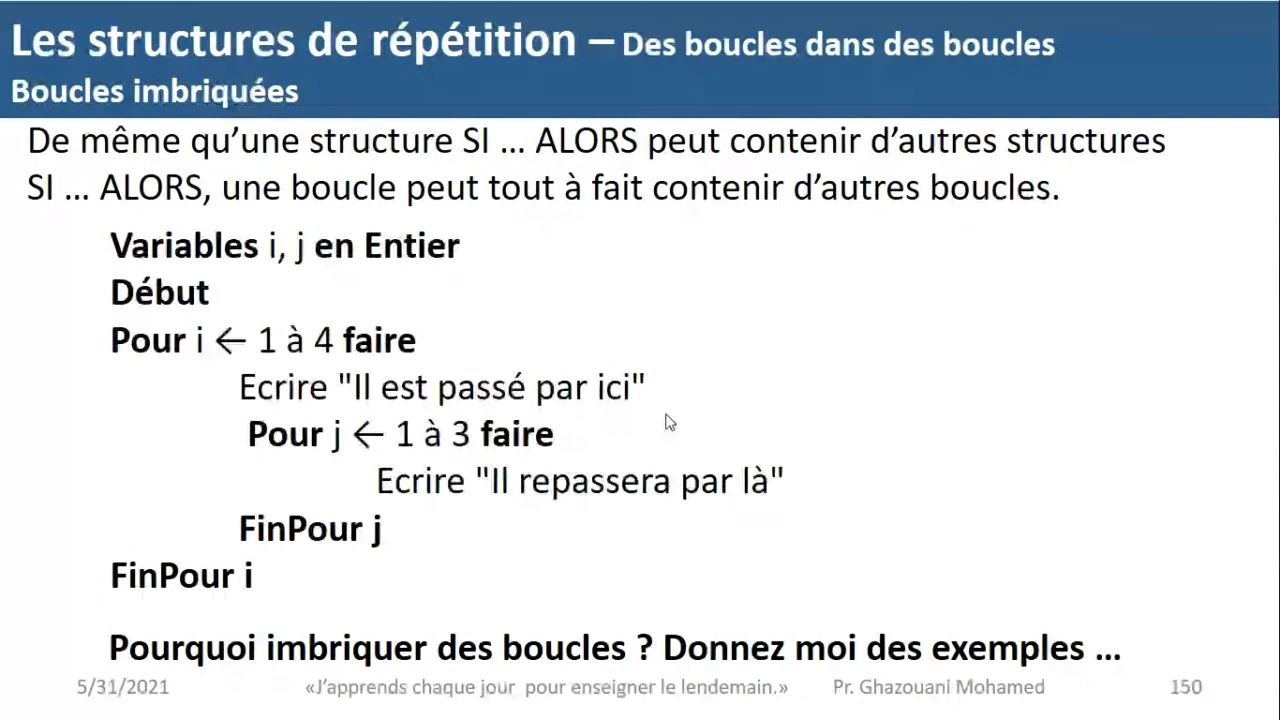 Les structures de répétition – Des boucles dans des boucles
Boucles imbriquées
De même qu’une structure SI … ALORS peut contenir d’autres structures
SI … ALORS, une boucle peut tout à fait contenir d’autres boucles.
Variables i, j en Entier
Début
Pour i ← 1 à 4 faire
Ecrire "Il est passé par ici"
Pour j ← 1 à 3 faire
Ecrire "Il repassera par là"
FinPour j
FinPour i
Pourquoi imbriquer des boucles ? Donnez moi des exemples …
5/31/2021 «J’apprends chaque jour pour enseigner le lendemain.» Pr. Ghazouani Mohamed 150